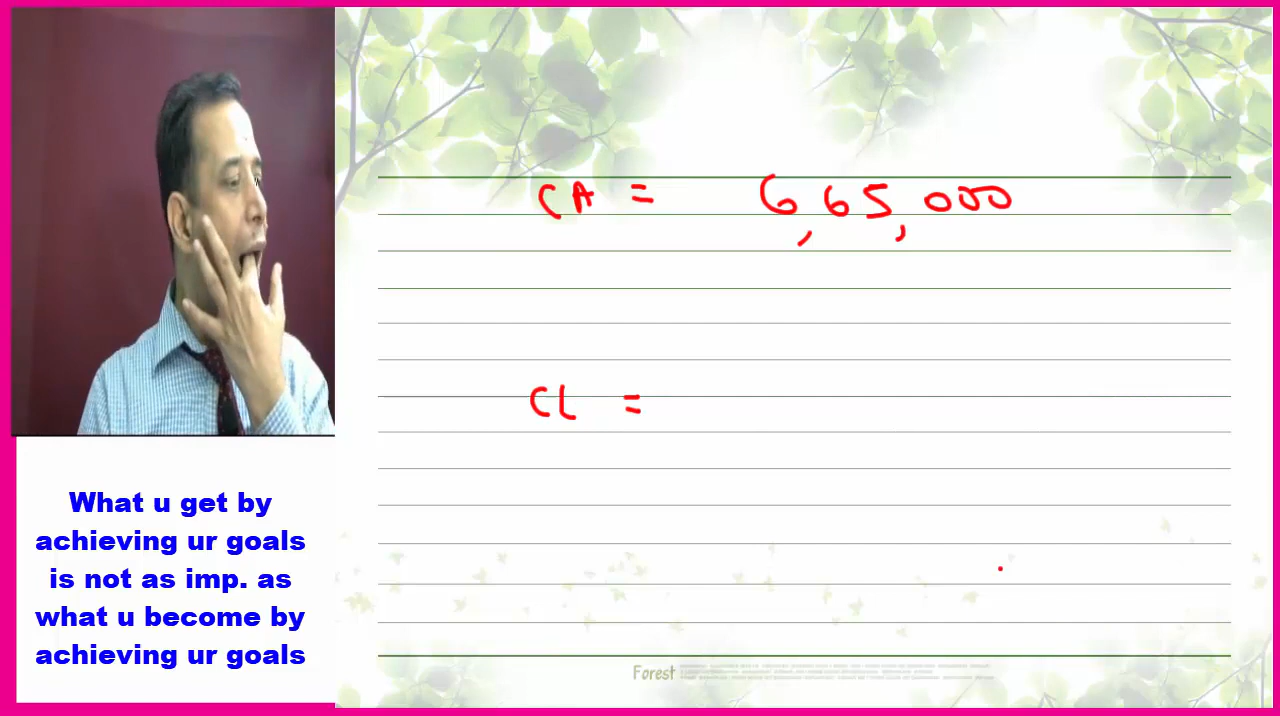 CA = 6,65,000
CL =
What u get by
achieving ur goals
is not as imp. as
what u become by
achieving ur goals
Forest